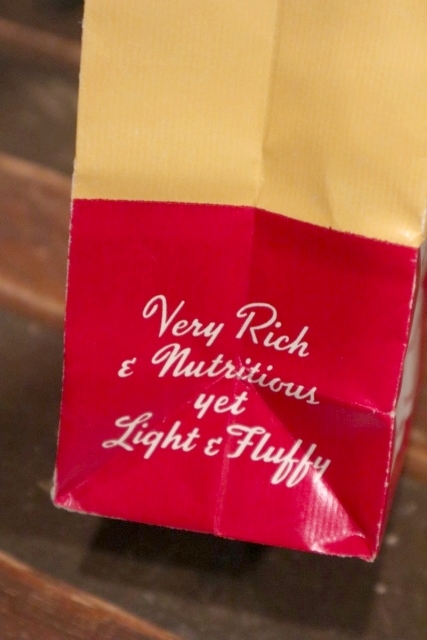 Very Rich
& Nutritious
yet
Light & Fluffy